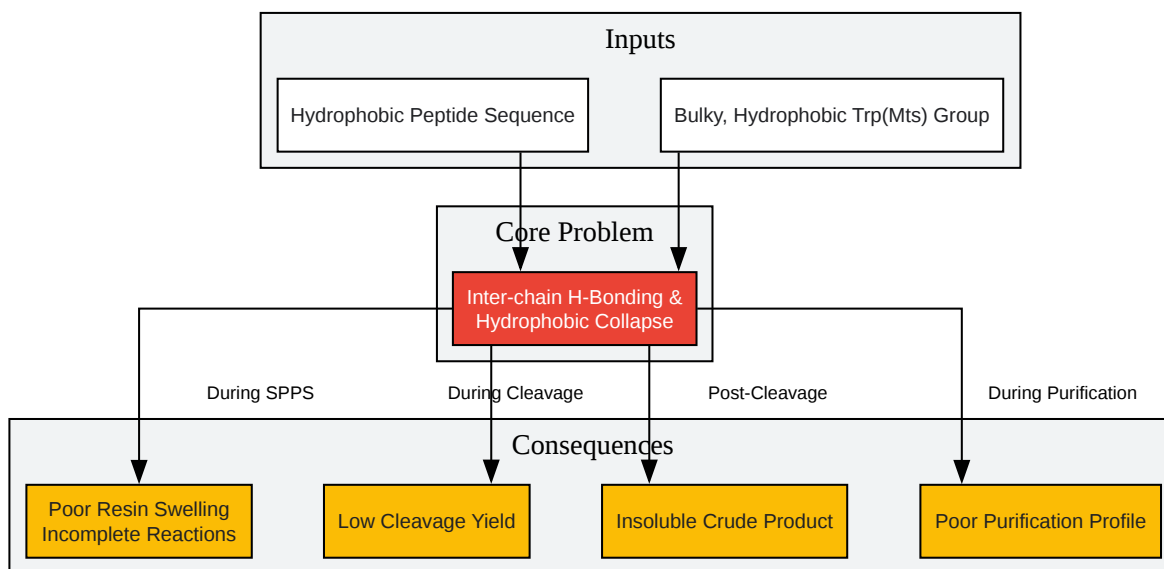 Inputs
Hydrophobic Peptide Sequence
Bulky, Hydrophobic Trp(Mts) Group
Core Problem
Inter-chain H-Bonding &
Hydrophobic Collapse
During SPPS
During Cleavage
Post-Cleavage
During Purification
Consequences
Poor Resin Swelling
Incomplete Reactions
Low Cleavage Yield
Insoluble Crude Product
Poor Purification Profile